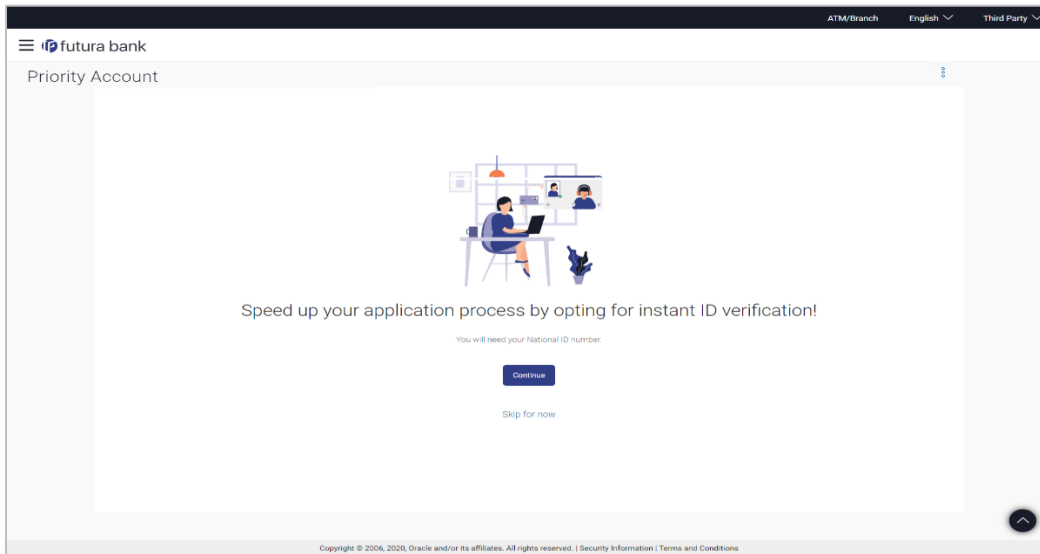 ATM/Branch English Third Party
futura bank
Priority Account
Speed up your application process by opting for instant ID verification!
You will need your National ID number.
Continue
Skip for now
Copyright © 2006, 2020, Oracle and/or its affiliates. All rights reserved. | Security Information | Terms and Conditions